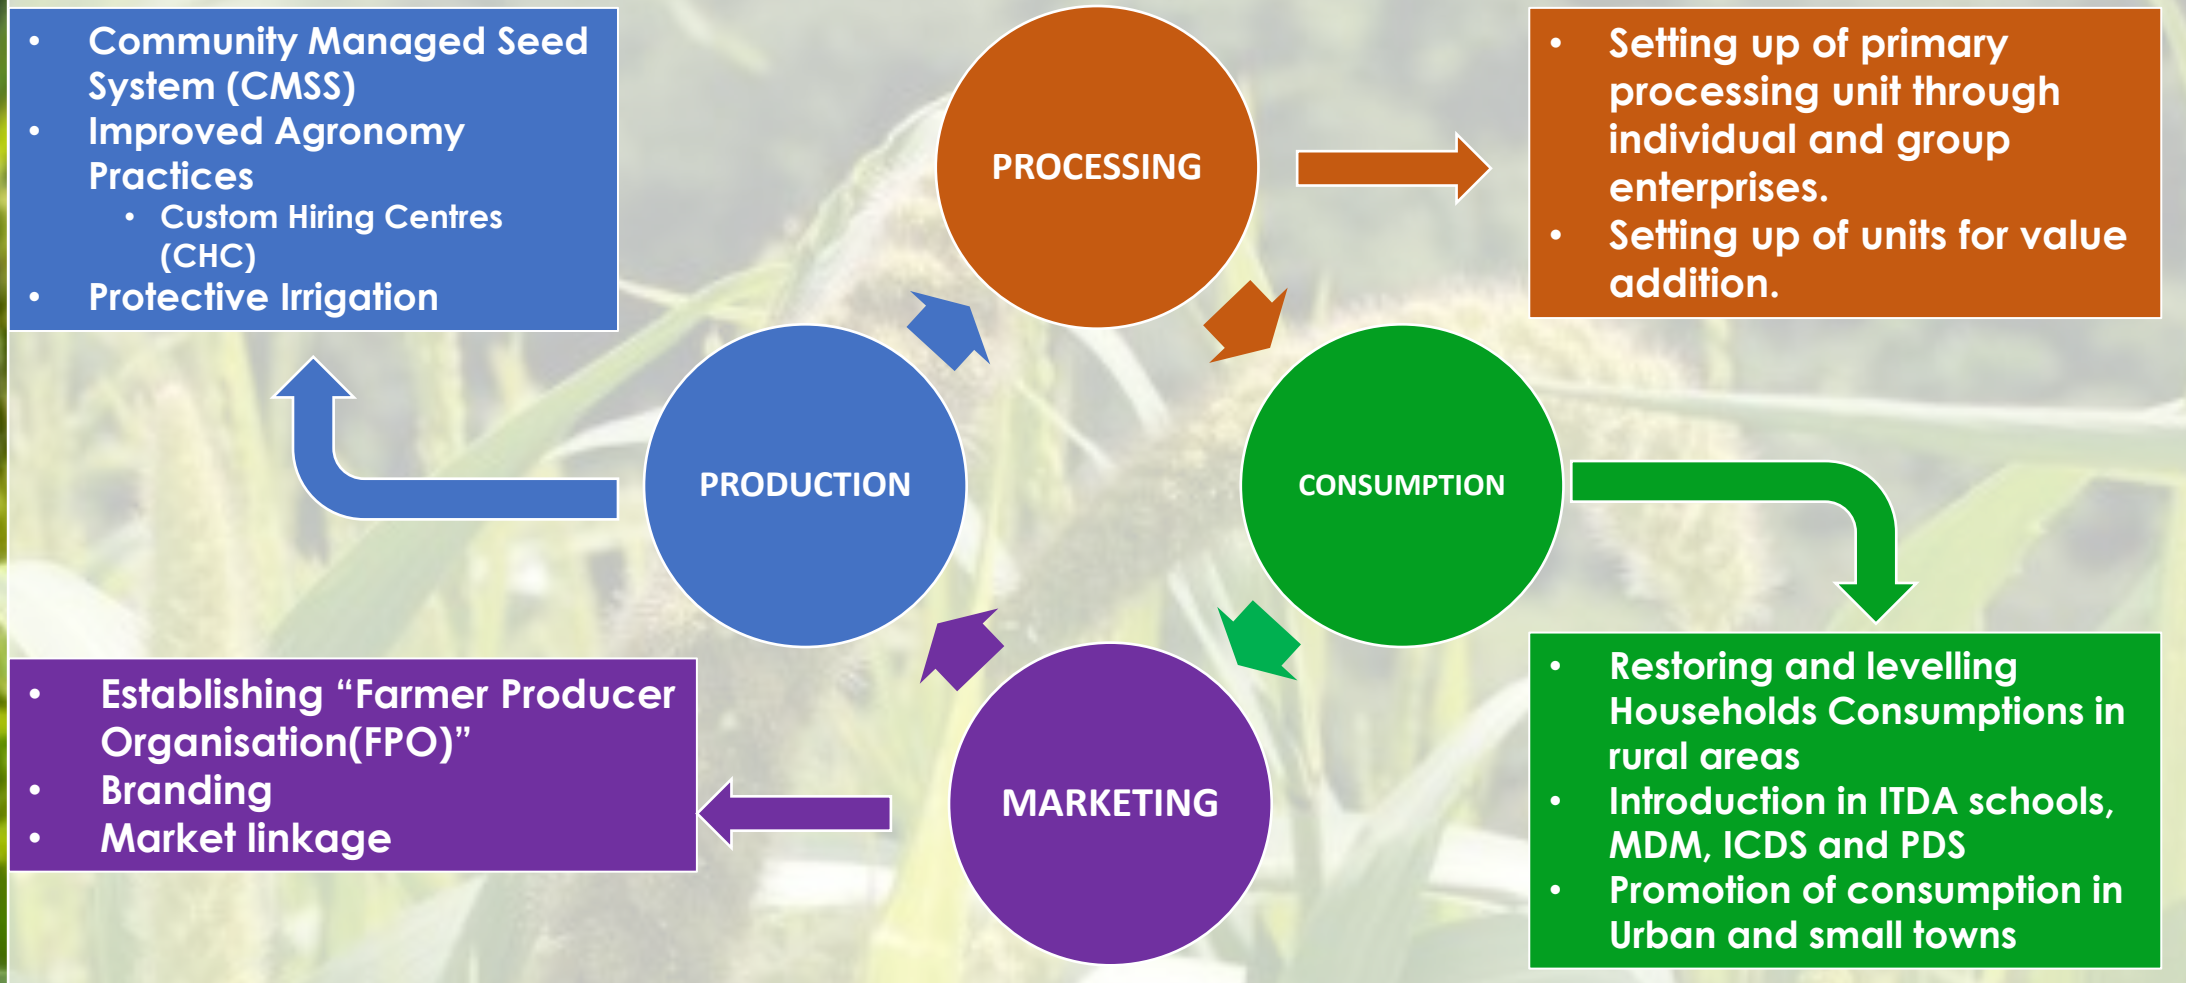 • Community Managed Seed
System (CMSS)
• Improved Agronomy
Practices
• Custom Hiring Centres
(CHC)
• Protective Irrigation
PROCESSING
• Setting up of primary
processing unit through
individual and group
enterprises.
• Setting up of units for value
addition.
PRODUCTION
CONSUMPTION
• Establishing “Farmer Producer
Organisation(FPO)”
• Branding
• Market linkage
MARKETING
• Restoring and levelling
Households Consumptions in
rural areas
• Introduction in ITDA schools,
MDM, ICDS and PDS
• Promotion of consumption in
Urban and small towns